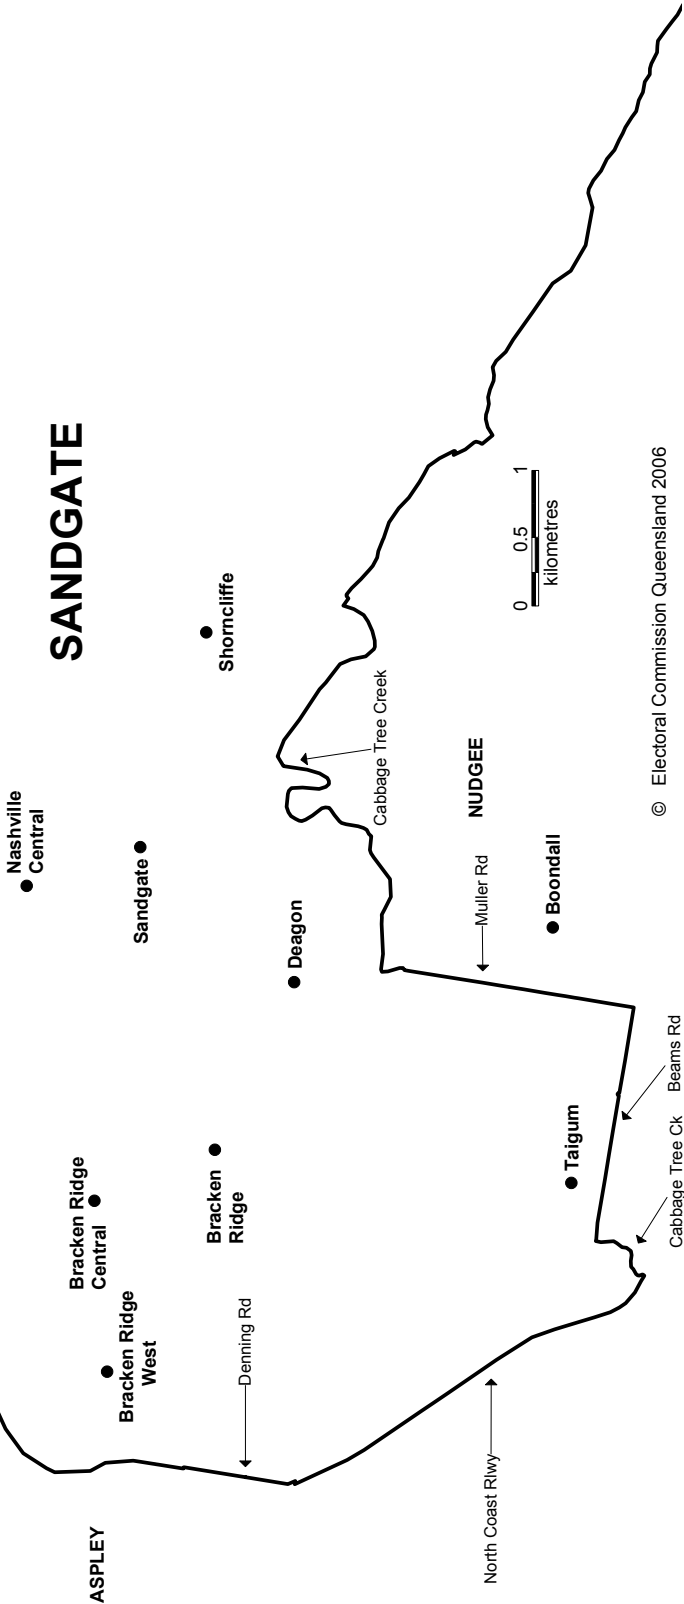 SANDGATE
Nashville
Central
Sandgate
Shorncliffe
Bracken Ridge
Central
Bracken Ridge
West
Bracken
Ridge
Deagon
Denning Rd
ASPLEY
Cabbage Tree Creek
NUDGEE
Muller Rd
Boondall
Taigum
North Coast Rlwy
Cabbage Tree Ck
Beams Rd
0 0.5 1
kilometres
© Electoral Commission Queensland 2006